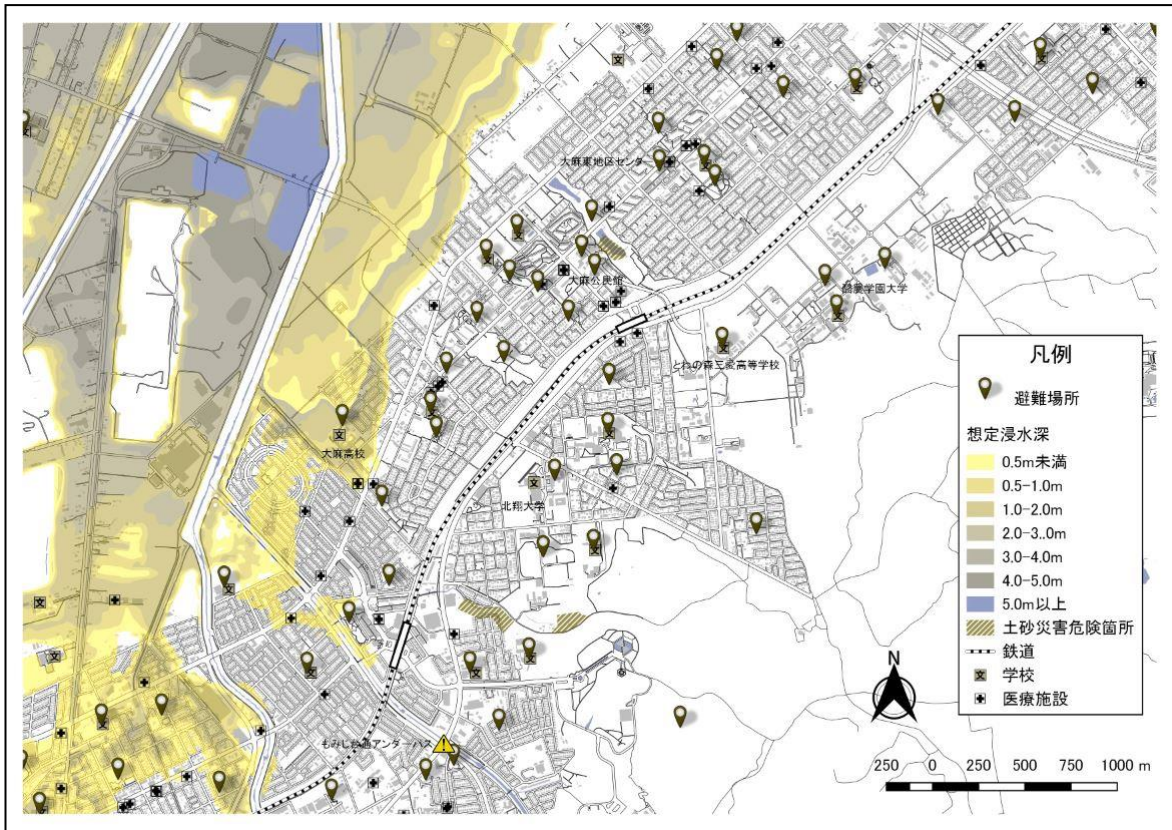 大麻東地区センター
大麻公民館
酪農学園大学
とわの森三愛高等学校
大麻高校
北翔大学
もみじ台通アンダーパス
凡例
避難場所
想定浸水深
0.5m未満
0.5-1.0m
1.0-2.0m
2.0-3..0m
3.0-4.0m
4.0-5.0m
5.0m以上
土砂災害危険箇所
鉄道
文 学校
医療施設
N
250 0 250 500 750 1000 m